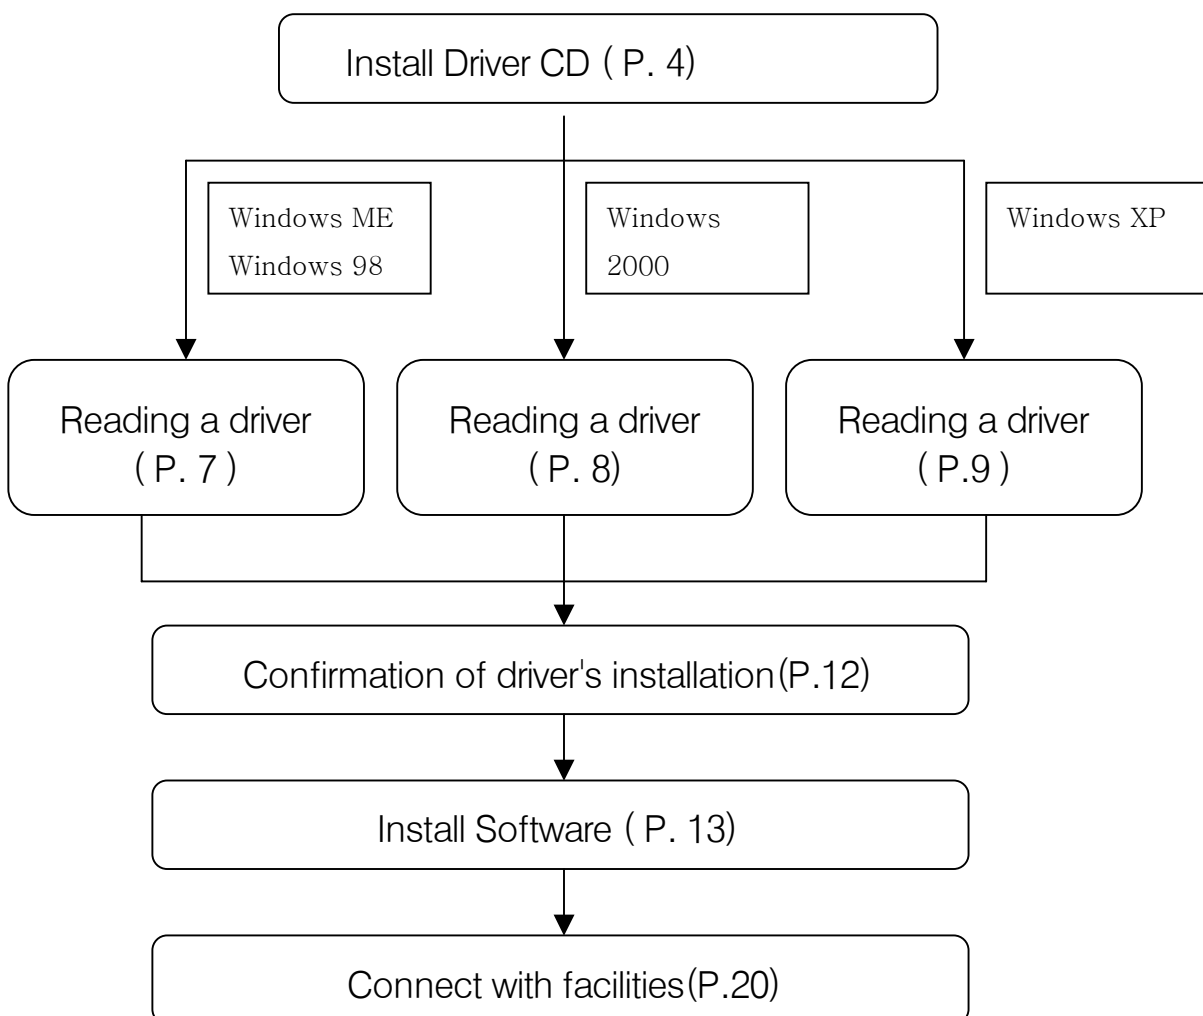 Install Driver CD ( P. 4)
Windows ME
Windows 98
Windows
2000
Windows XP
Reading a driver
( P. 7 )
Reading a driver
( P. 8)
Reading a driver
( P.9 )
Confirmation of driver's installation(P.12)
Install Software ( P. 13)
Connect with facilities(P.20)